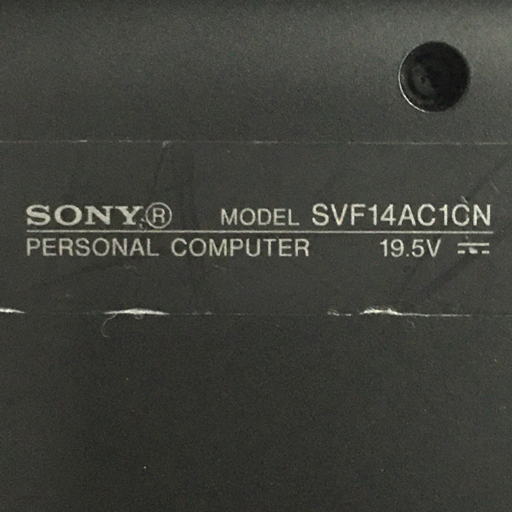 SONY® MODEL SVF14AC1CN
PERSONAL COMPUTER 19.5V ⎓